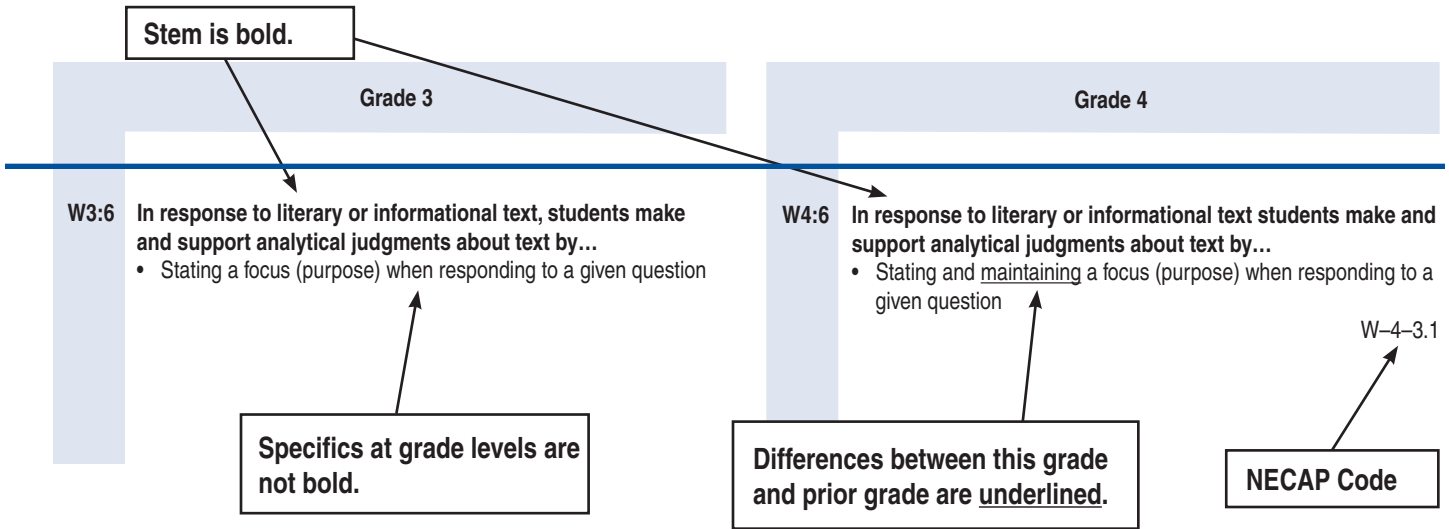 Stem is bold.
Grade 3
Grade 4
W3:6 In response to literary or informational text, students make
and support analytical judgments about text by…
• Stating a focus (purpose) when responding to a given question
W4:6 In response to literary or informational text students make and
support analytical judgments about text by…
• Stating and maintaining a focus (purpose) when responding to a
given question
W–4–3.1
Specifics at grade levels are
not bold.
Differences between this grade
and prior grade are underlined.
NECAP Code